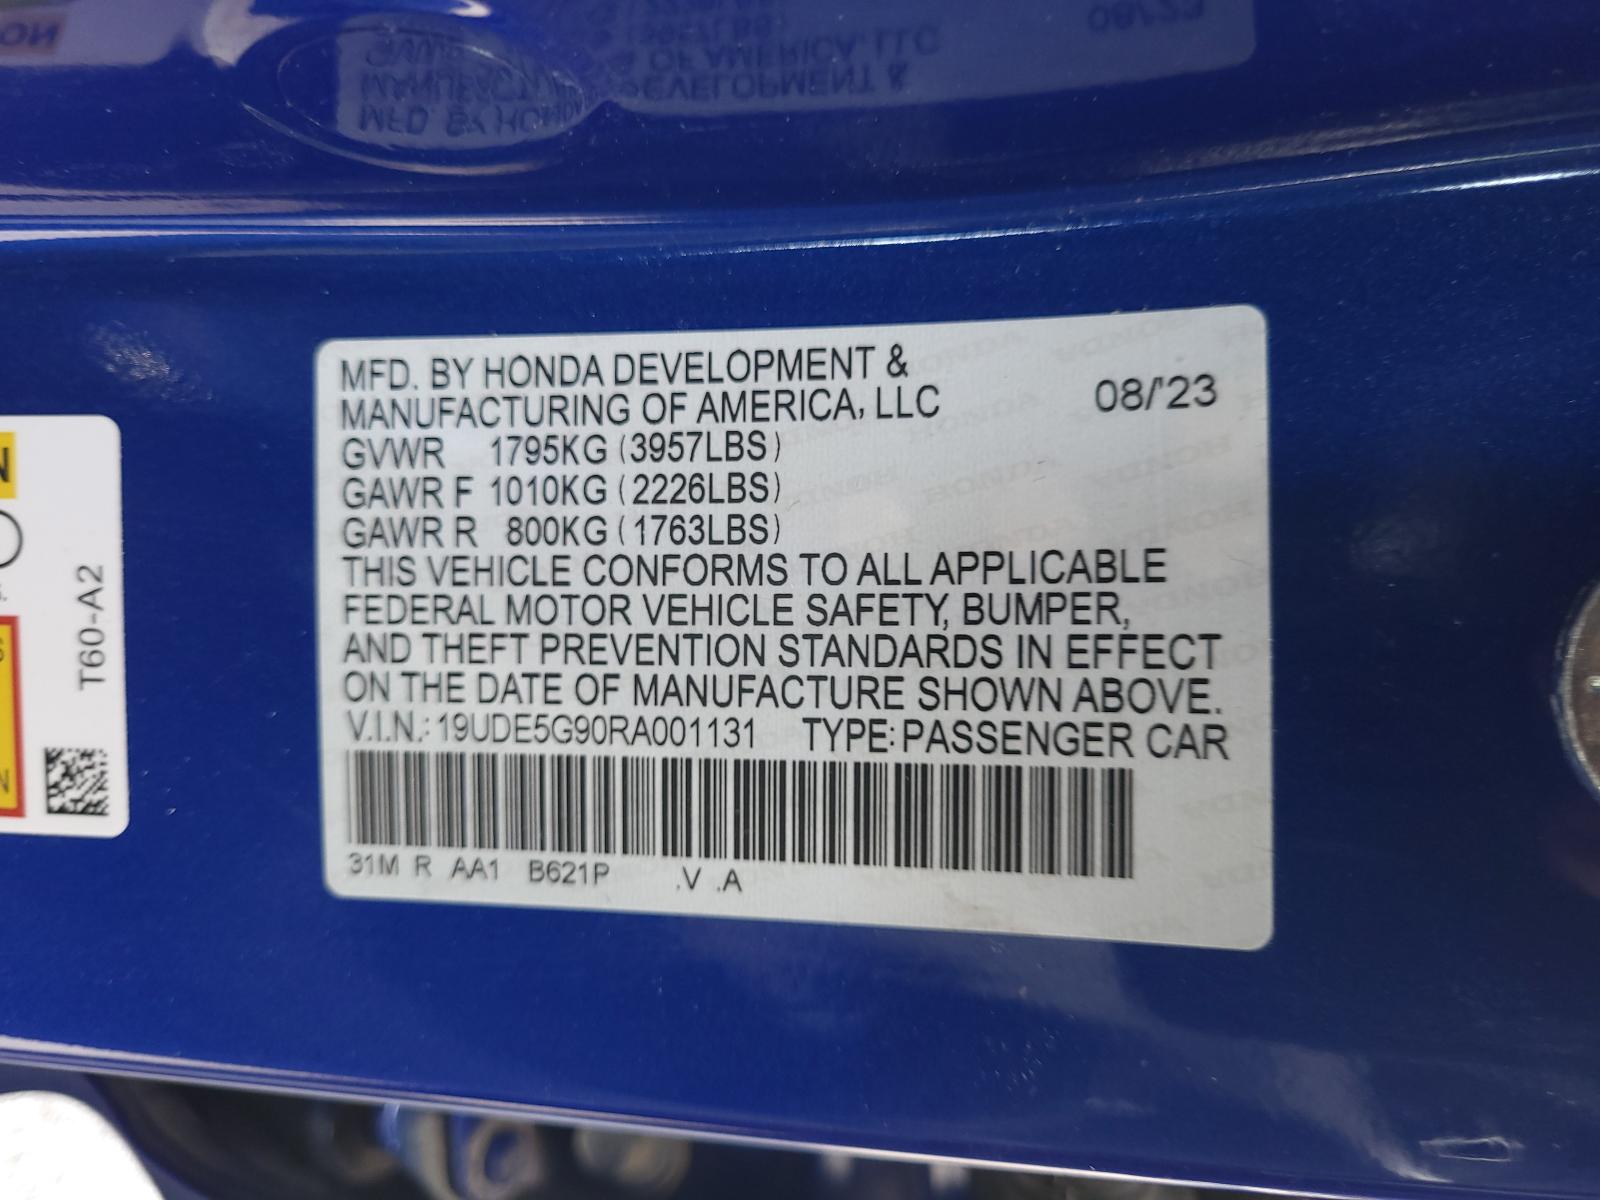 MFD. BY HONDA DEVELOPMENT &
MANUFACTURING OF AMERICA, LLC
08/'23
GVWR 1795KG (3957LBS)
GAWR F 1010KG (2226LBS)
GAWR R 800KG (1763LBS)
THIS VEHICLE CONFORMS TO ALL APPLICABLE
FEDERAL MOTOR VEHICLE SAFETY, BUMPER,
AND THEFT PREVENTION STANDARDS IN EFFECT
ON THE DATE OF MANUFACTURE SHOWN ABOVE.
V.I.N.: 19UDE5G90RA001131 TYPE: PASSENGER CAR
31M R AA1 B621P .V .A
T60-A2